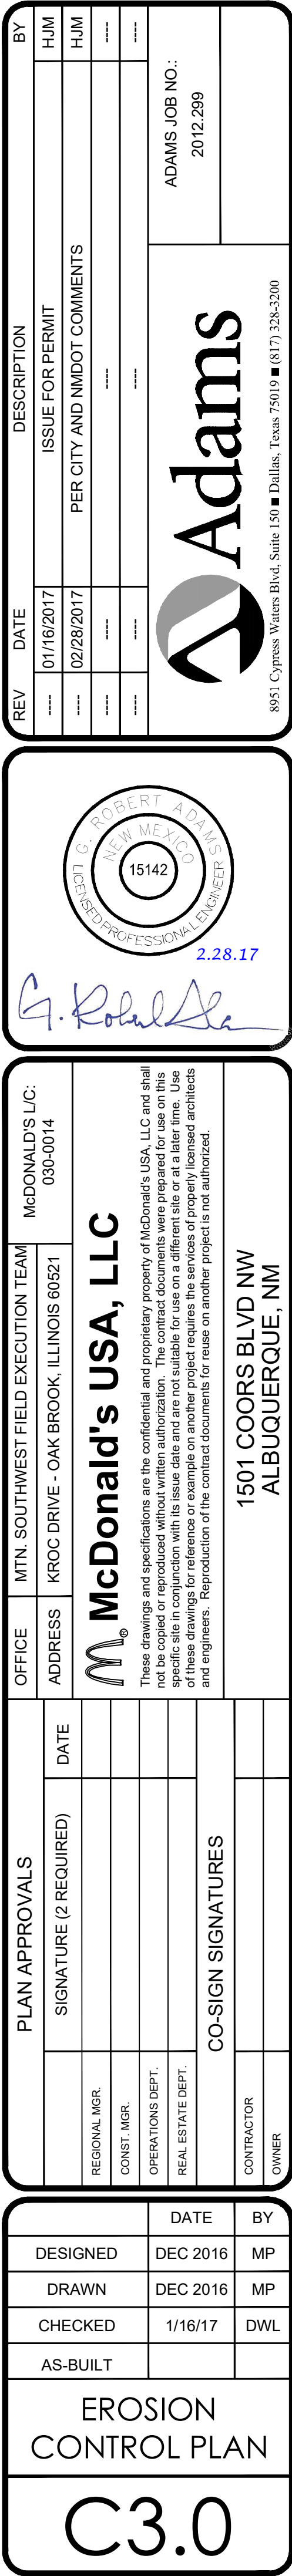 REV DATE DESCRIPTION BY
---- 01/16/2017 ISSUE FOR PERMIT HJM
---- 02/28/2017 PER CITY AND NMDOT COMMENTS HJM
---- ---- ---- ----
---- ---- ---- ----
Adams
ADAMS JOB NO.:
2012.299
8951 Cypress Waters Blvd, Suite 150 ■ Dallas, Texas 75019 ■ (817) 328-3200
G. ROBERT ADAMS
NEW MEXICO
15142
LICENSED PROFESSIONAL ENGINEER
2.28.17
OFFICE MTN. SOUTHWEST FIELD EXECUTION TEAM
ADDRESS KROC DRIVE - OAK BROOK, ILLINOIS 60521
McDONALD'S L/C:
030-0014
McDonald's USA, LLC
These drawings and specifications are the confidential and proprietary property of McDonald's USA, LLC and shall
not be copied or reproduced without written authorization. The contract documents were prepared for use on this
specific site in conjunction with its issue date and are not suitable for use on a different site or at a later time. Use
of these drawings for reference or example on another project requires the services of properly licensed architects
and engineers. Reproduction of the contract documents for reuse on another project is not authorized.
1501 COORS BLVD NW
ALBUQUERQUE, NM
PLAN APPROVALS
SIGNATURE (2 REQUIRED) DATE
REGIONAL MGR.
CONST. MGR.
OPERATIONS DEPT.
REAL ESTATE DEPT.
CO-SIGN SIGNATURES
CONTRACTOR
OWNER
DATE BY
DESIGNED DEC 2016 MP
DRAWN DEC 2016 MP
CHECKED 1/16/17 DWL
AS-BUILT
EROSION
CONTROL PLAN
C3.0